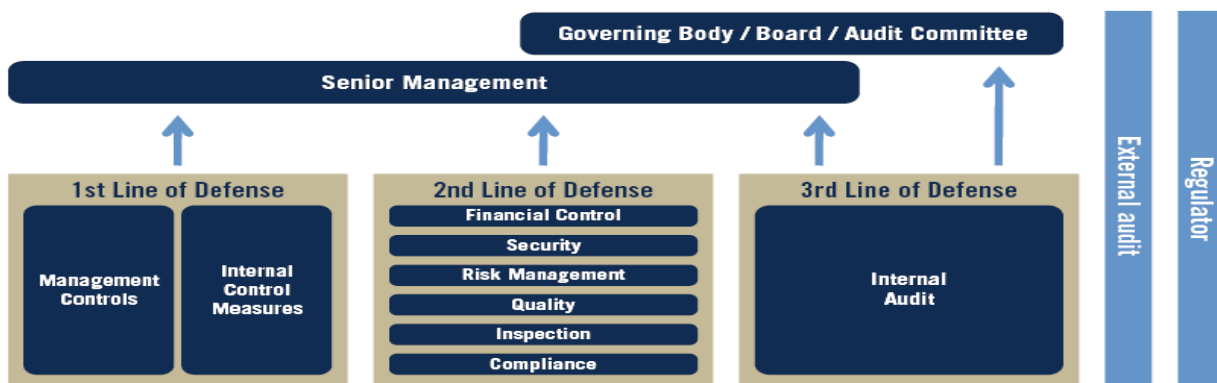 Governing Body / Board / Audit Committee
Senior Management
1st Line of Defense
Management
Controls
Internal
Control
Measures
2nd Line of Defense
Financial Control
Security
Risk Management
Quality
Inspection
Compliance
3rd Line of Defense
Internal
Audit
External audit
Regulator